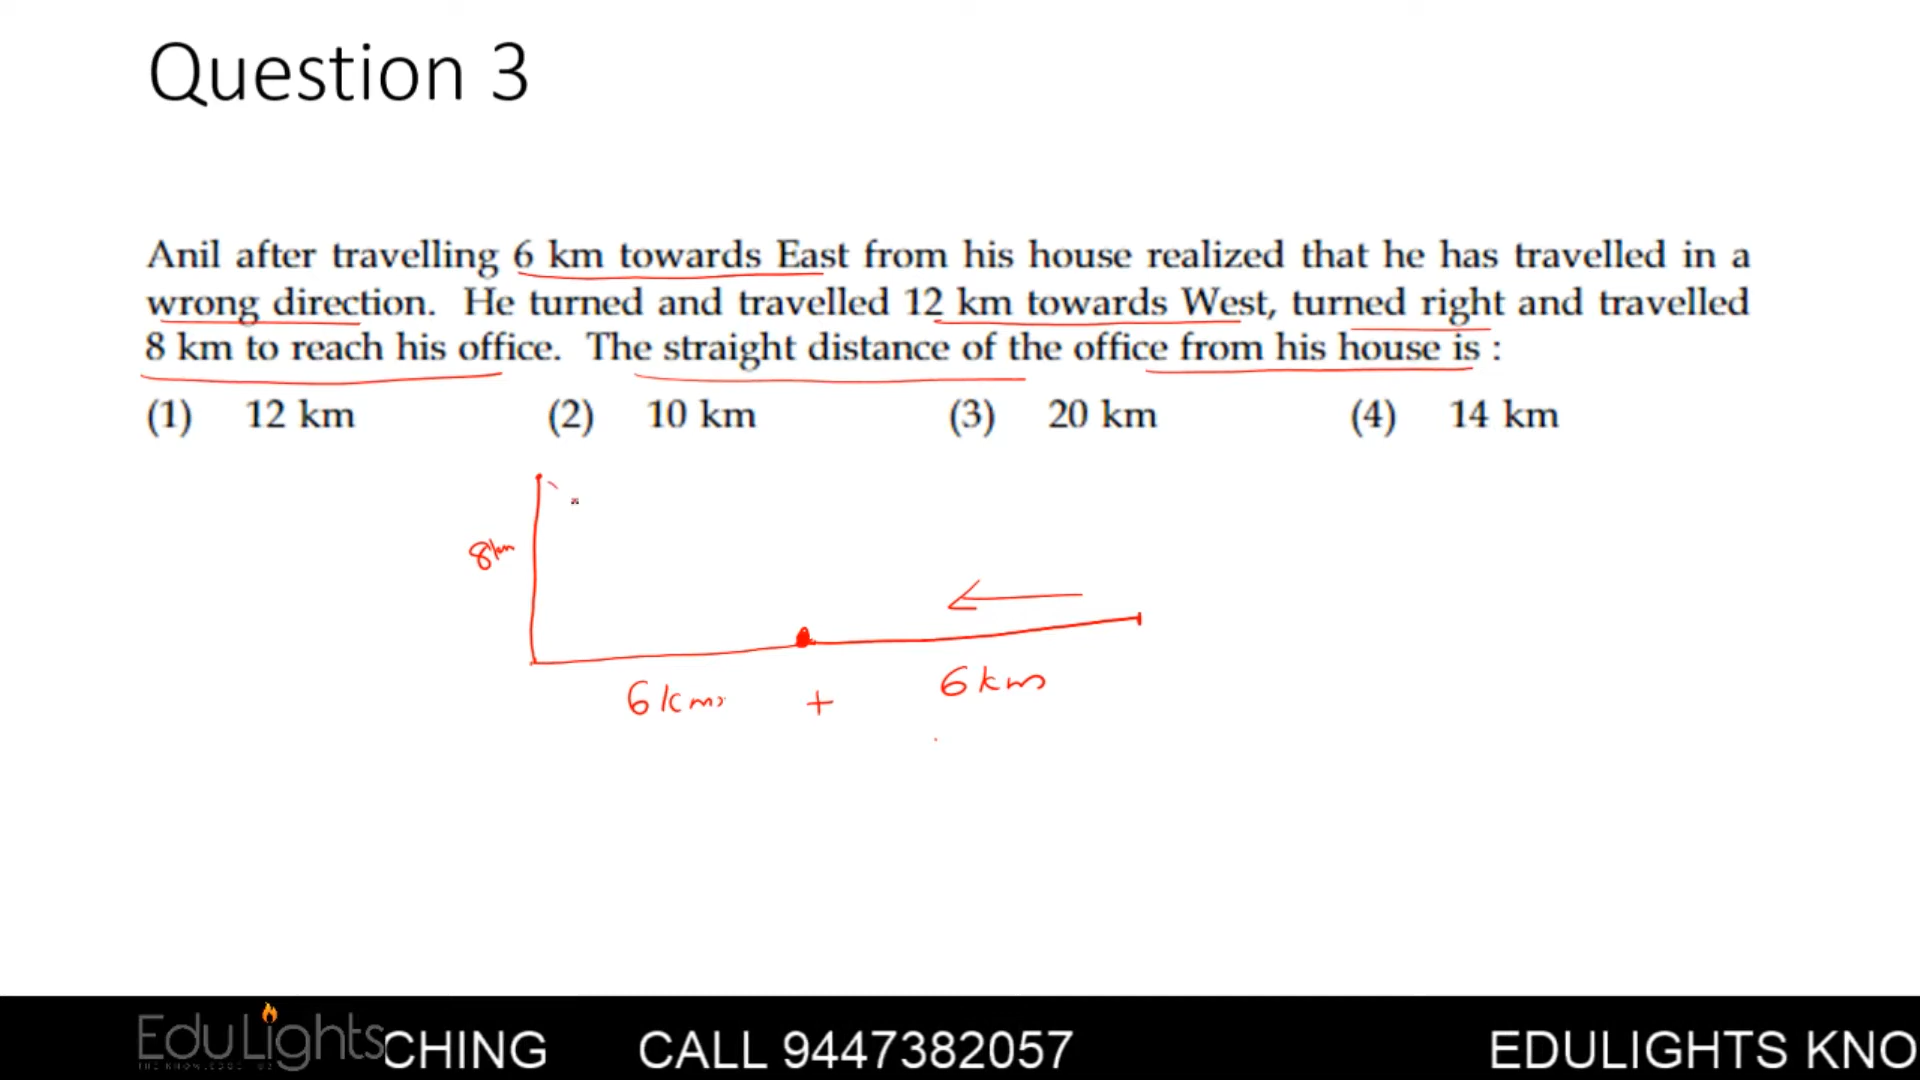 Question 3
Anil after travelling 6 km towards East from his house realized that he has travelled in a
wrong direction. He turned and travelled 12 km towards West, turned right and travelled
8 km to reach his office. The straight distance of the office from his house is :
(1) 12 km (2) 10 km (3) 20 km (4) 14 km
8km
6kms + 6kms
EduLights CHING CALL 9447382057 EDULIGHTS KNO